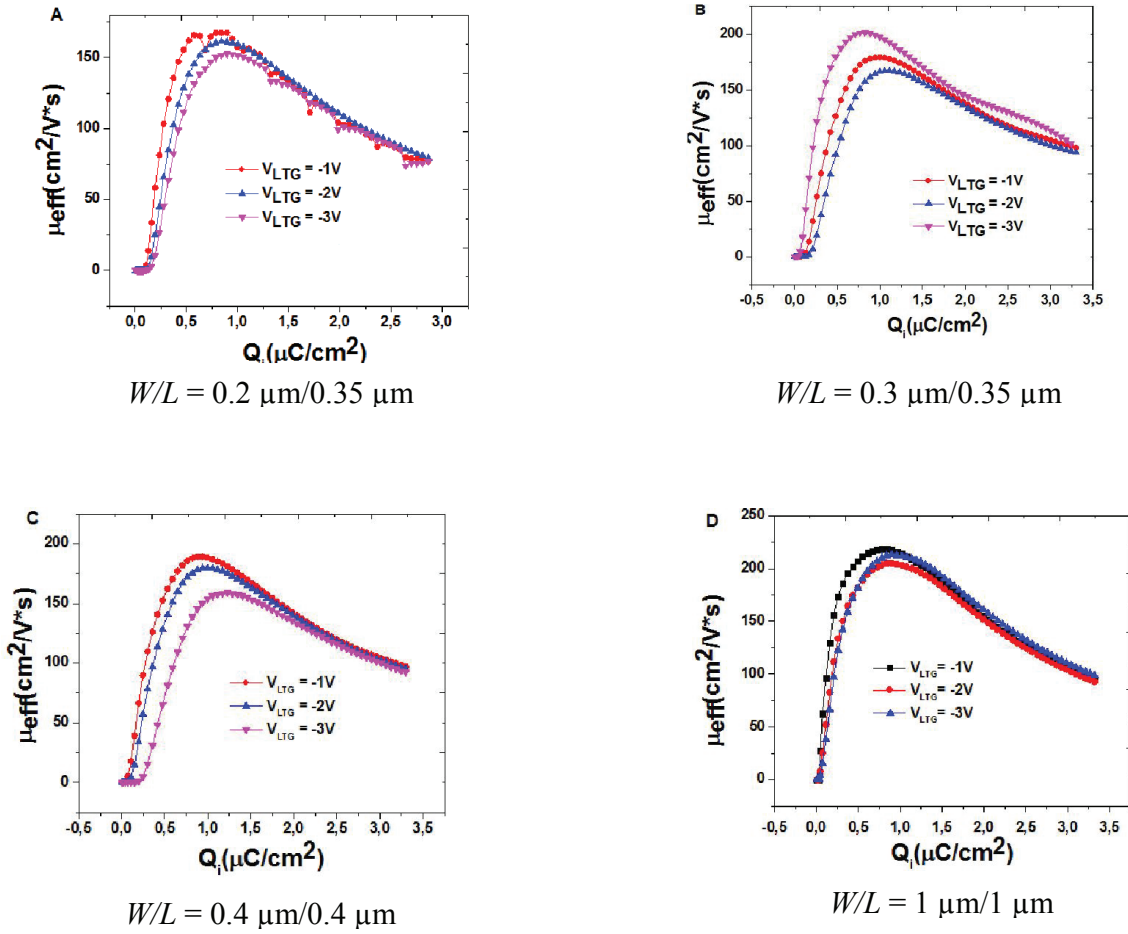 A
μeff(cm2/V*s)
150
100
50
0
VLTG = -1V
VLTG = -2V
VLTG = -3V
0,0 0,5 1,0 1,5 2,0 2,5 3,0
Qi(μC/cm2)
W/L = 0.2 µm/0.35 µm
B
μeff(cm2/V*s)
200
150
100
50
0
VLTG = -1V
VLTG = -2V
VLTG = -3V
-0,5 0,0 0,5 1,0 1,5 2,0 2,5 3,0 3,5
Qi(μC/cm2)
W/L = 0.3 µm/0.35 µm
C
μeff(cm2/V*s)
200
150
100
50
0
VLTG = -1V
VLTG = -2V
VLTG = -3V
-0,5 0,0 0,5 1,0 1,5 2,0 2,5 3,0 3,5
Qi(μC/cm2)
W/L = 0.4 µm/0.4 µm
D
μeff(cm2/V*s)
250
200
150
100
50
0
VLTG = -1V
VLTG = -2V
VLTG = -3V
-0,5 0,0 0,5 1,0 1,5 2,0 2,5 3,0 3,5
Qi(μC/cm2)
W/L = 1 µm/1 µm